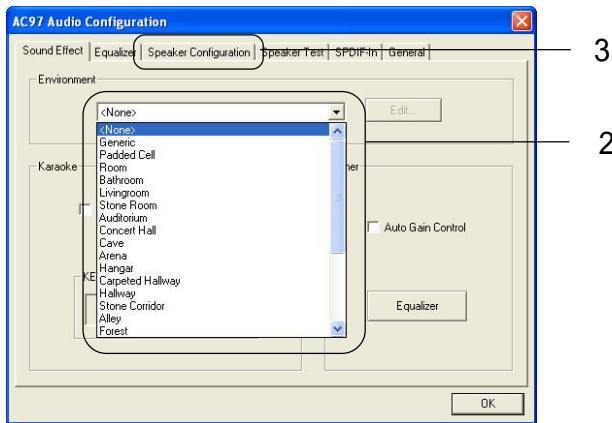 AC97 Audio Configuration
Sound Effect Equalizer Speaker Configuration Speaker Test SPDIF-In General
3
Environment
<None>
Edit...
2
<None>
Generic
Padded Cell
Room
Bathroom
Livingroom
Stone Room
Auditorium
Concert Hall
Cave
Arena
Hangar
Carpeted Hallway
Hallway
Stone Corridor
Alley
Forest
Karaoke
Auto Gain Control
KE
Equalizer
OK